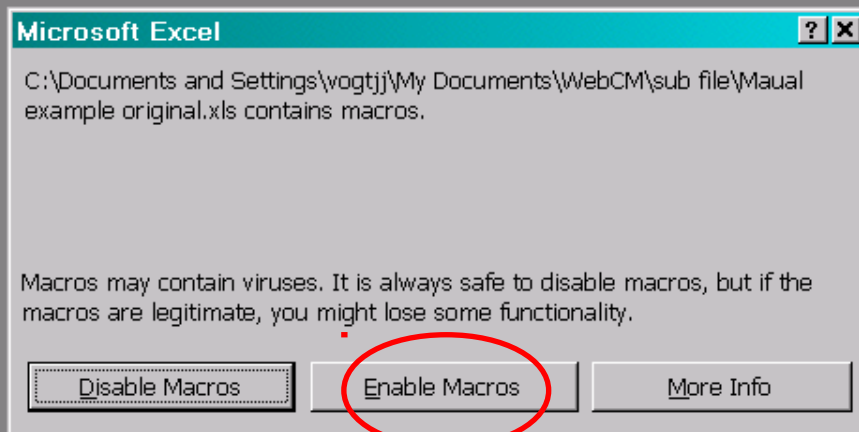 Microsoft Excel
C:\Documents and Settings\vogtjj\My Documents\WebCM\sub file\Maual
example original.xls contains macros.
Macros may contain viruses. It is always safe to disable macros, but if the
macros are legitimate, you might lose some functionality.
Disable Macros
Enable Macros
More Info